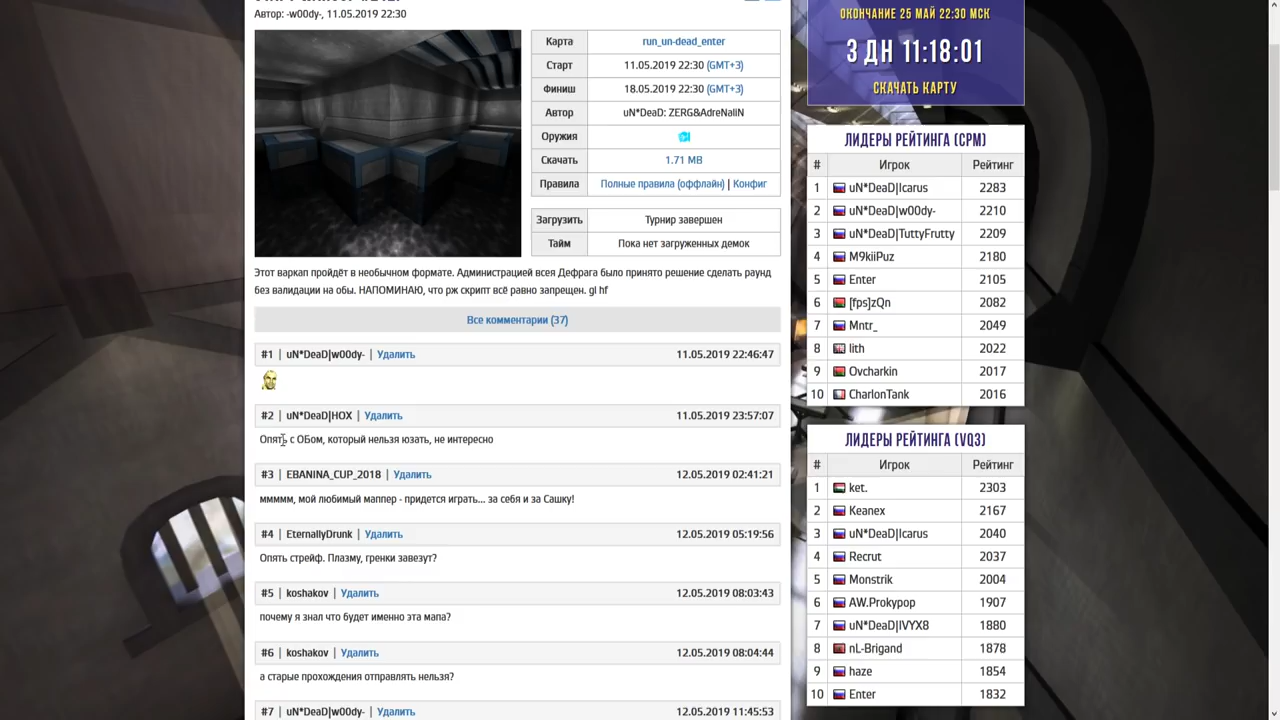 Автор: -w00dy-, 11.05.2019 22:30
Карта run_un-dead_enter
Старт 11.05.2019 22:30 (GMT+3)
Финиш 18.05.2019 22:30 (GMT+3)
Автор uN*DeaD: ZERG&AdreNaliN
Оружия
Скачать 1.71 MB
Правила Полные правила (оффлайн) | Конфиг
Загрузить Турнир завершен
Тайм Пока нет загруженных демок
Этот варкап пройдёт в необычном формате. Администрацией всея Дефрага было принято решение сделать раунд
без валидации на обы. НАПОМИНАЮ, что рж скрипт всё равно запрещен. gl hf
Все комментарии (37)
#1 | uN*DeaD|w00dy- | Удалить 11.05.2019 22:46:47
#2 | uN*DeaD|HOX | Удалить 11.05.2019 23:57:07
Опять с ОБом, который нельзя юзать, не интересно
#3 | EBANINA_CUP_2018 | Удалить 12.05.2019 02:41:21
ммммм, мой любимый маппер - придется играть... за себя и за Сашку!
#4 | EternallyDrunk | Удалить 12.05.2019 05:19:56
Опять стрейф. Плазму, гренки завезут?
#5 | koshakov | Удалить 12.05.2019 08:03:43
почему я знал что будет именно эта мапа?
#6 | koshakov | Удалить 12.05.2019 08:04:44
а старые прохождения отправлять нельзя?
#7 | uN*DeaD|w00dy- | Удалить 12.05.2019 11:45:53
ОКОНЧАНИЕ 25 МАЙ 22:30 МСК
3 ДН 11:18:01
СКАЧАТЬ КАРТУ
ЛИДЕРЫ РЕЙТИНГА (CPM)
# Игрок Рейтинг
1 uN*DeaD|Icarus 2283
2 uN*DeaD|w00dy- 2210
3 uN*DeaD|TuttyFrutty 2209
4 M9kiiPuz 2180
5 Enter 2105
6 [fps]zQn 2082
7 Mntr_ 2049
8 lith 2022
9 Ovcharkin 2017
10 CharlonTank 2016
ЛИДЕРЫ РЕЙТИНГА (VQ3)
# Игрок Рейтинг
1 ket. 2303
2 Keanex 2167
3 uN*DeaD|Icarus 2040
4 Recrut 2037
5 Monstrik 2004
6 AW.Prokypop 1907
7 uN*DeaD|IVYX8 1880
8 nL-Brigand 1878
9 haze 1854
10 Enter 1832